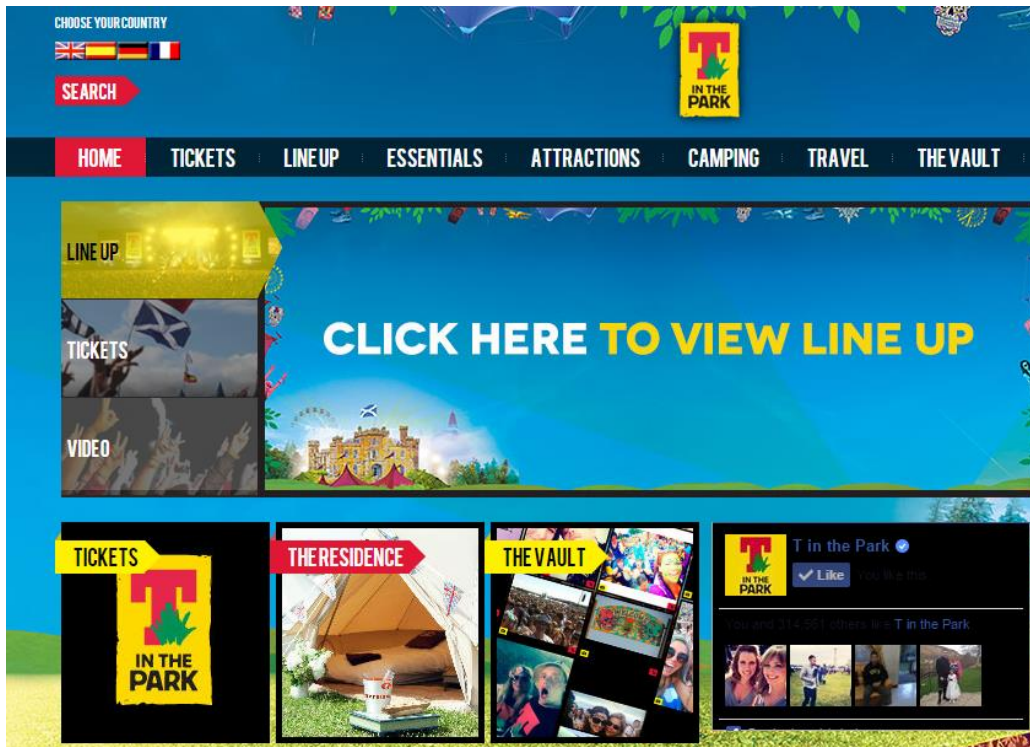 CHOOSE YOUR COUNTRY
SEARCH
T
IN THE
PARK
HOME
TICKETS
LINE UP
ESSENTIALS
ATTRACTIONS
CAMPING
TRAVEL
THE VAULT
LINE UP
TICKETS
VIDEO
CLICK HERE TO VIEW LINE UP
TICKETS
T
IN THE
PARK
THE RESIDENCE
THE VAULT
T
IN THE
PARK
T in the Park
Like You like this
You and 314,561 others like T in the Park